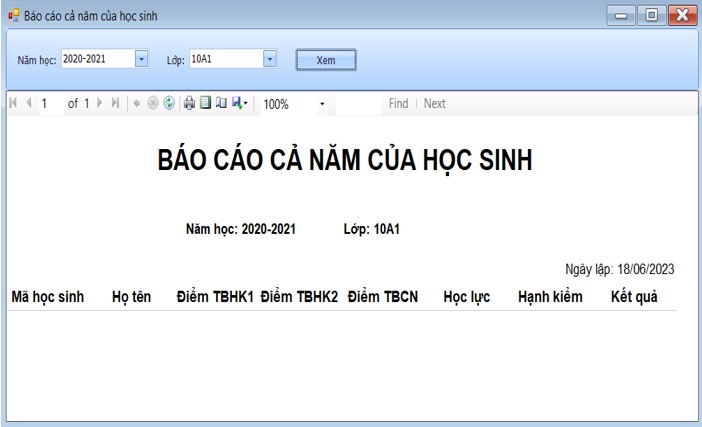 Báo cáo cả năm của học sinh
Năm học: 2020-2021 Lớp: 10A1 Xem
1 of 1 100% Find Next
BÁO CÁO CẢ NĂM CỦA HỌC SINH
Năm học: 2020-2021 Lớp: 10A1
Ngày lập: 18/06/2023
Mã học sinh Họ tên Điểm TBHK1 Điểm TBHK2 Điểm TBCN Học lực Hạnh kiểm Kết quả